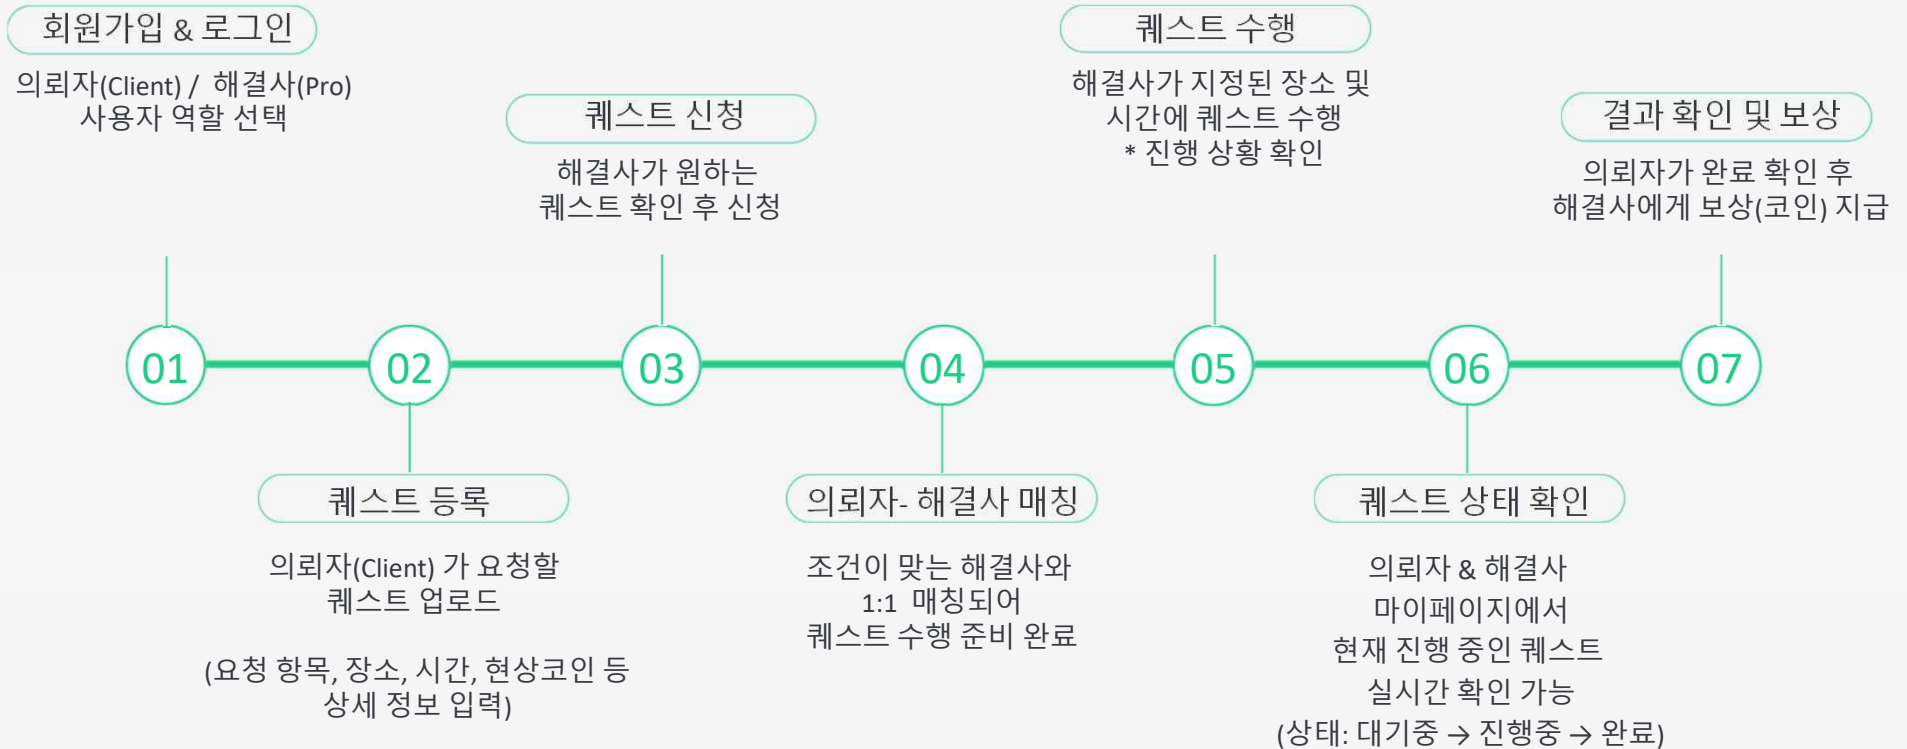 회원가입 & 로그인
의뢰자(Client) / 해결사(Pro)
사용자 역할 선택
01
02
퀘스트 등록
의뢰자(Client) 가 요청할
퀘스트 업로드
(요청 항목, 장소, 시간, 현상코인 등
상세 정보 입력)
퀘스트 신청
해결사가 원하는
퀘스트 확인 후 신청
03
04
의뢰자- 해결사 매칭
조건이 맞는 해결사와
1:1 매칭되어
퀘스트 수행 준비 완료
퀘스트 수행
해결사가 지정된 장소 및
시간에 퀘스트 수행
* 진행 상황 확인
05
06
퀘스트 상태 확인
의뢰자 & 해결사
마이페이지에서
현재 진행 중인 퀘스트
실시간 확인 가능
(상태: 대기중 → 진행중 → 완료)
결과 확인 및 보상
의뢰자가 완료 확인 후
해결사에게 보상(코인) 지급
07